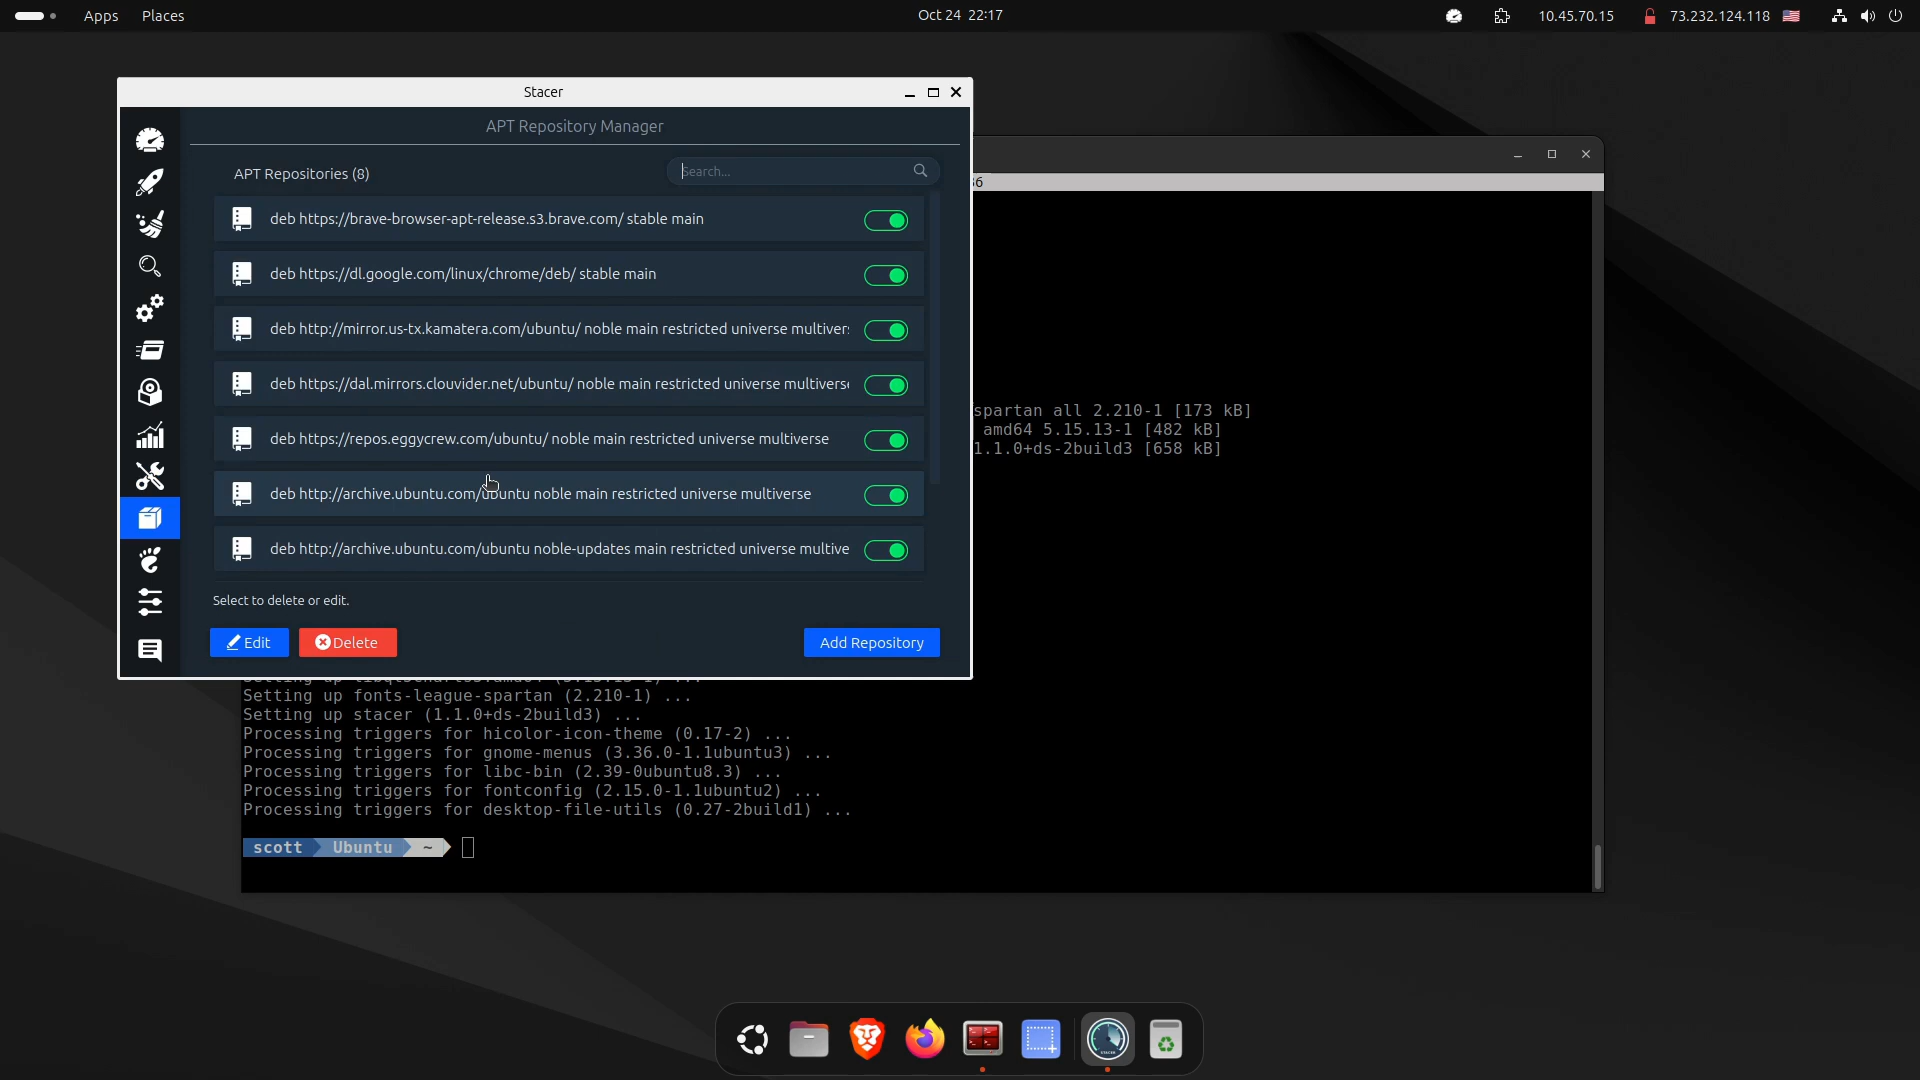 Apps Places Oct 24 22:17 10.45.70.15 73.232.124.118
Stacer
APT Repository Manager
APT Repositories (8)
Search...
deb https://brave-browser-apt-release.s3.brave.com/ stable main
deb https://dl.google.com/linux/chrome/deb/ stable main
deb http://mirror.us-tx.kamatera.com/ubuntu/ noble main restricted universe
deb https://dal.mirrors.clouvider.net/ubuntu/ noble main restricted universe
deb https://repos.eggycrew.com/ubuntu/ noble main restricted universe multiverse
deb http://archive.ubuntu.com/ubuntu noble main restricted universe multiverse
deb http://archive.ubuntu.com/ubuntu noble-updates main restricted universe multive
Select to delete or edit.
Edit Delete Add Repository
spartan all 2.210-1 [173 kB]
amd64 5.15.13-1 [482 kB]
1.1.0+ds-2build3 [658 kB]
Setting up fonts-league-spartan (2.210-1) ...
Setting up stacer (1.1.0+ds-2build3) ...
Processing triggers for hicolor-icon-theme (0.17-2) ...
Processing triggers for gnome-menus (3.36.0-1.1ubuntu3) ...
Processing triggers for libc-bin (2.39-0ubuntu8.3) ...
Processing triggers for fontconfig (2.15.0-1.1ubuntu2) ...
Processing triggers for desktop-file-utils (0.27-2build1) ...
scott Ubuntu ~